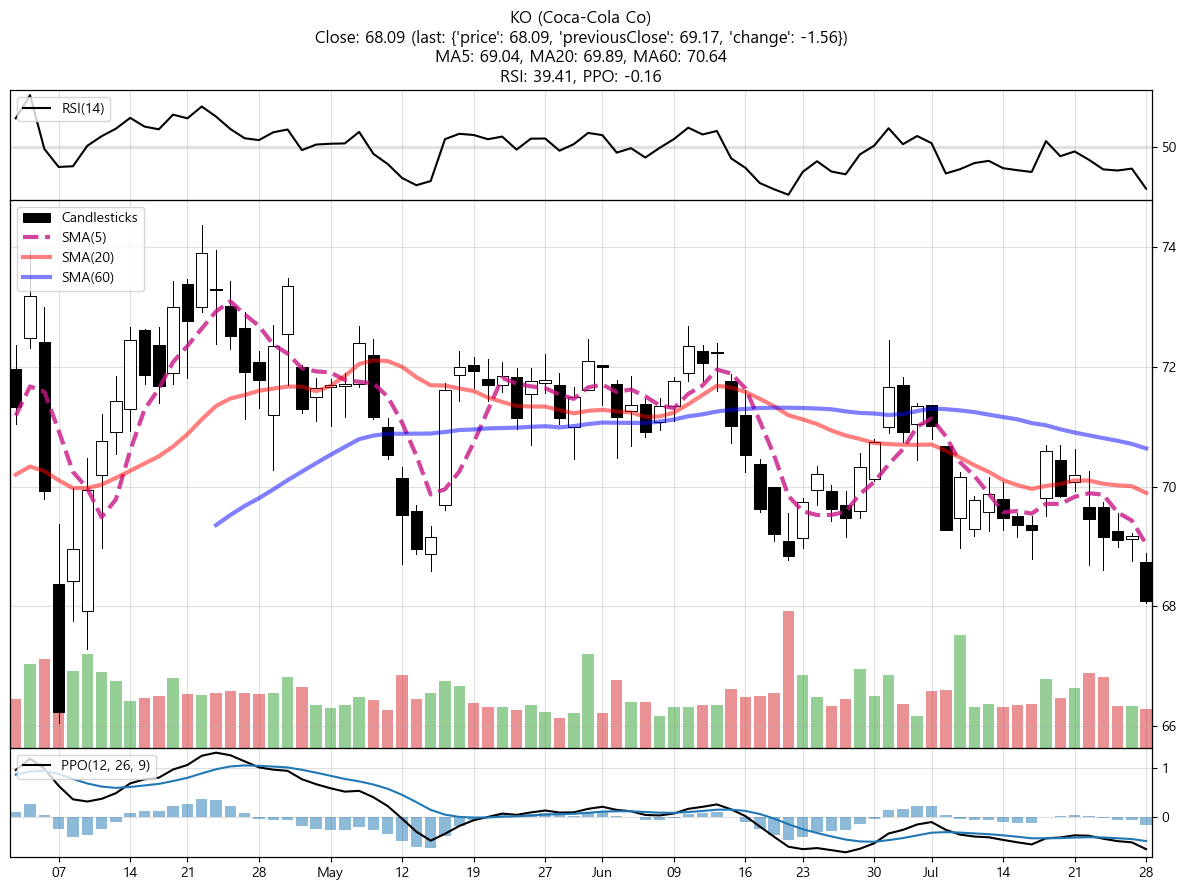 KO (Coca-Cola Co)
Close: 68.09 (last: {'price': 68.09, 'previousClose': 69.17, 'change': -1.56})
MA5: 69.04, MA20: 69.89, MA60: 70.64
RSI: 39.41, PPO: -0.16
RSI(14)
50
Candlesticks
SMA(5)
SMA(20)
SMA(60)
74
72
70
68
66
PPO(12, 26, 9)
1
0
07 14 21 28 May 12 19 27 Jun 09 16 23 30 Jul 14 21 28